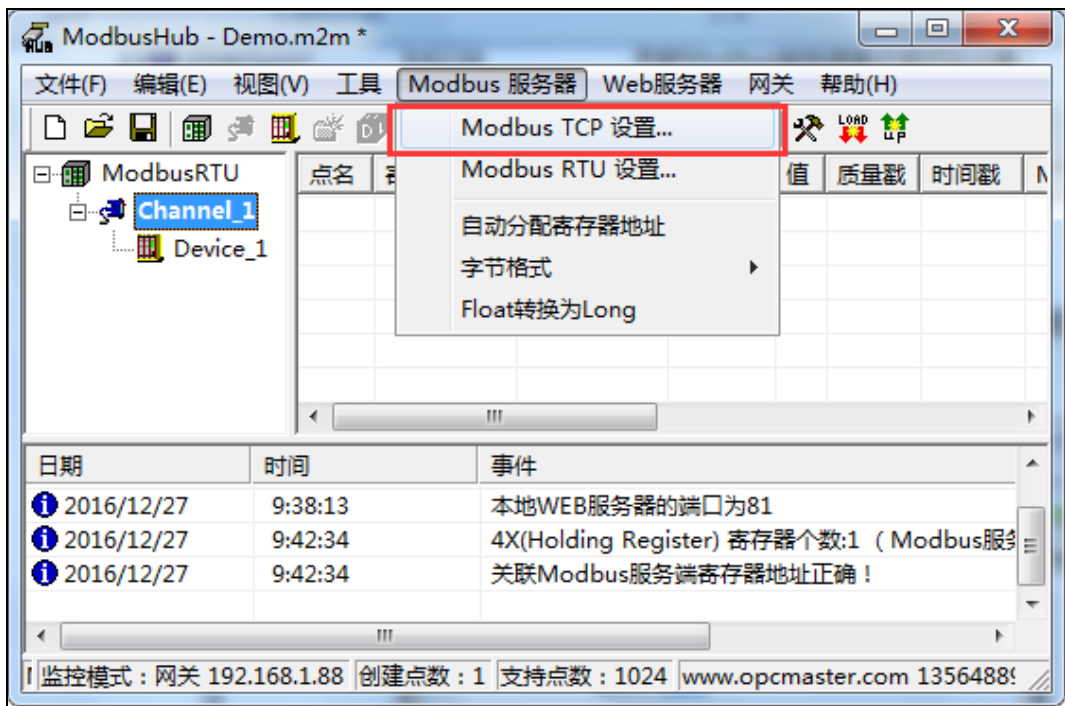 ModbusHub - Demo.m2m *
文件(F) 编辑(E) 视图(V) 工具 Modbus 服务器 Web服务器 网关 帮助(H)
Modbus TCP 设置...
Modbus RTU 设置...
自动分配寄存器地址
字节格式
Float转换为Long
LOAD
UP
ModbusRTU
Channel_1
Device_1
点名 值 质量戳 时间戳
日期 时间 事件
2016/12/27 9:38:13 本地WEB服务器的端口为81
2016/12/27 9:42:34 4X(Holding Register) 寄存器个数:1 ( Modbus服务
2016/12/27 9:42:34 关联Modbus服务端寄存器地址正确！
监控模式：网关 192.168.1.88 创建点数：1 支持点数：1024 www.opcmaster.com 1356488